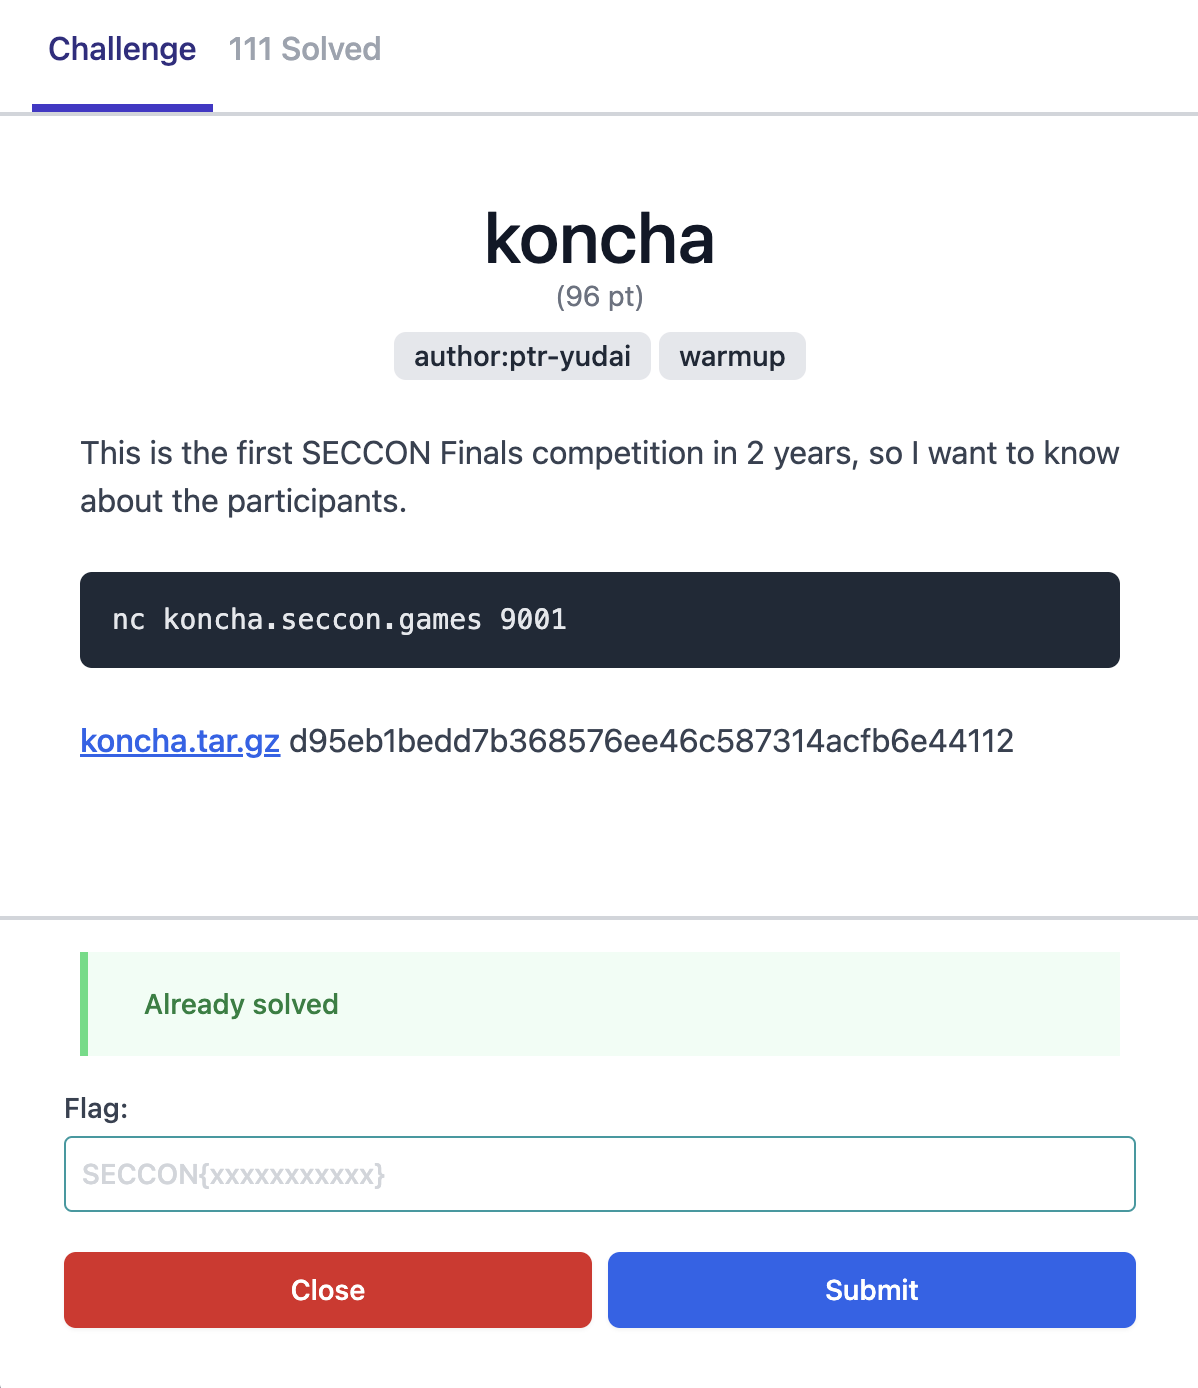 Challenge 111 Solved
koncha
(96 pt)
author:ptr-yudai warmup
This is the first SECCON Finals competition in 2 years, so I want to know
about the participants.
nc koncha.seccon.games 9001
koncha.tar.gz d95eb1bedd7b368576ee46c587314acfb6e44112
Already solved
Flag:
SECCON{xxxxxxxxxxx}
Close Submit